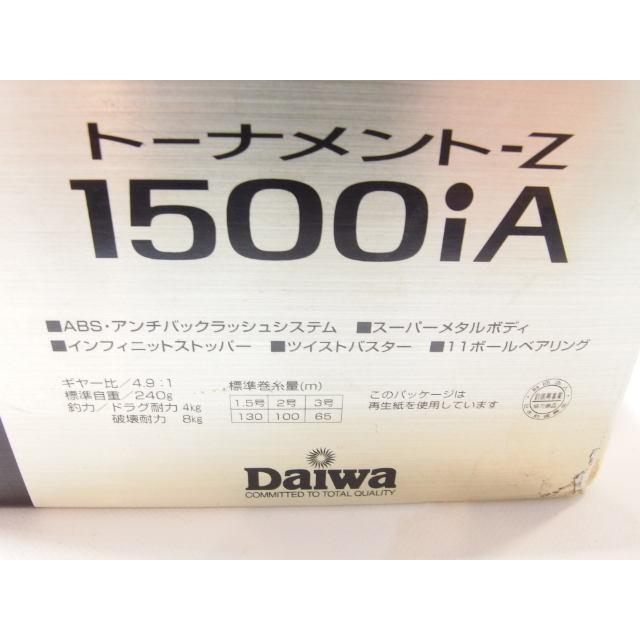 トーナメント-Z
1500iA
■ABS・アンチバックラッシュシステム ■スーパーメタルボディ
■インフィニットストッパー ■ツイストバスター ■11ボールベアリング
ギヤー比／4.9：1
標準自重／240g
釣力／ドラグ耐力 4kg
破壊耐力 8kg
標準巻糸量(m)
1.5号 2号 3号
130 100 65
このパッケージは
再生紙を使用しています
Daiwa
COMMITTED TO TOTAL QUALITY